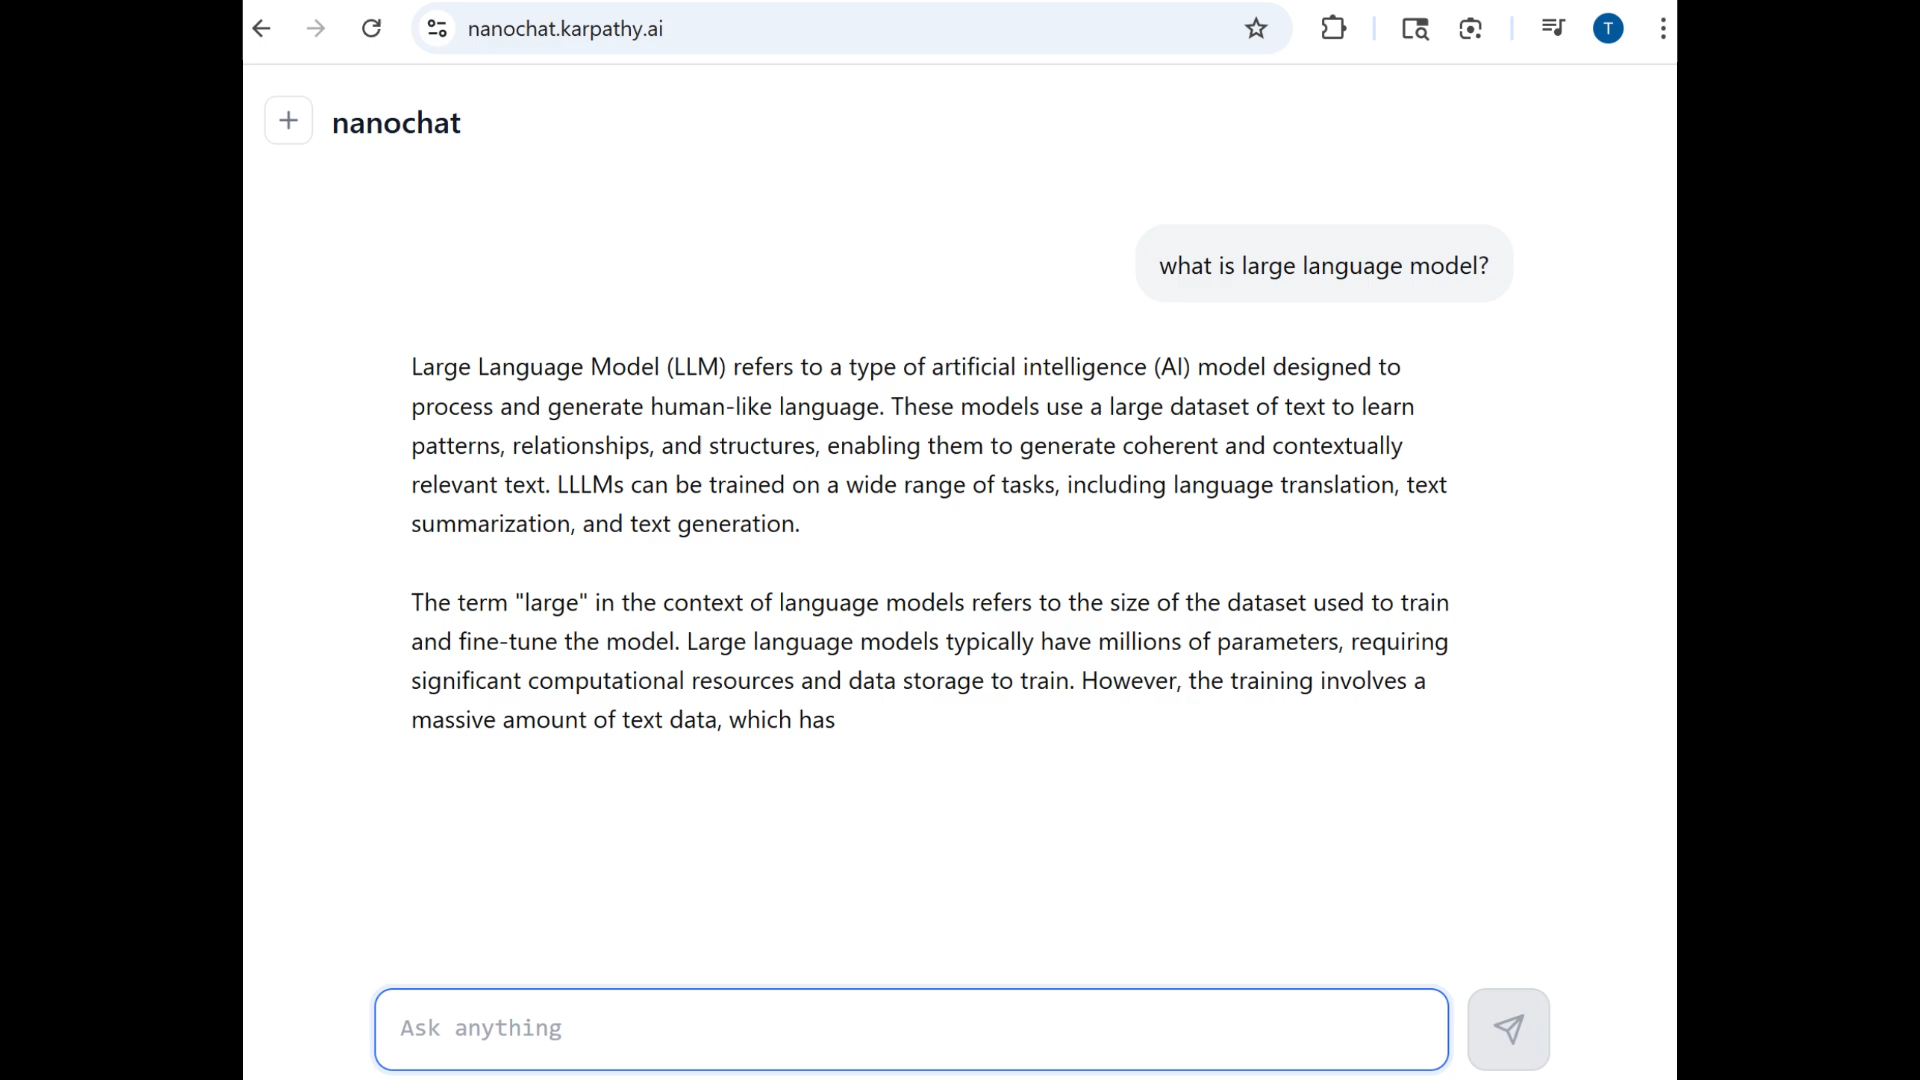 nanochat.karpathy.ai
T
nanochat
what is large language model?
Large Language Model (LLM) refers to a type of artificial intelligence (AI) model designed to
process and generate human-like language. These models use a large dataset of text to learn
patterns, relationships, and structures, enabling them to generate coherent and contextually
relevant text. LLLMs can be trained on a wide range of tasks, including language translation, text
summarization, and text generation.
The term "large" in the context of language models refers to the size of the dataset used to train
and fine-tune the model. Large language models typically have millions of parameters, requiring
significant computational resources and data storage to train. However, the training involves a
massive amount of text data, which has
Ask anything